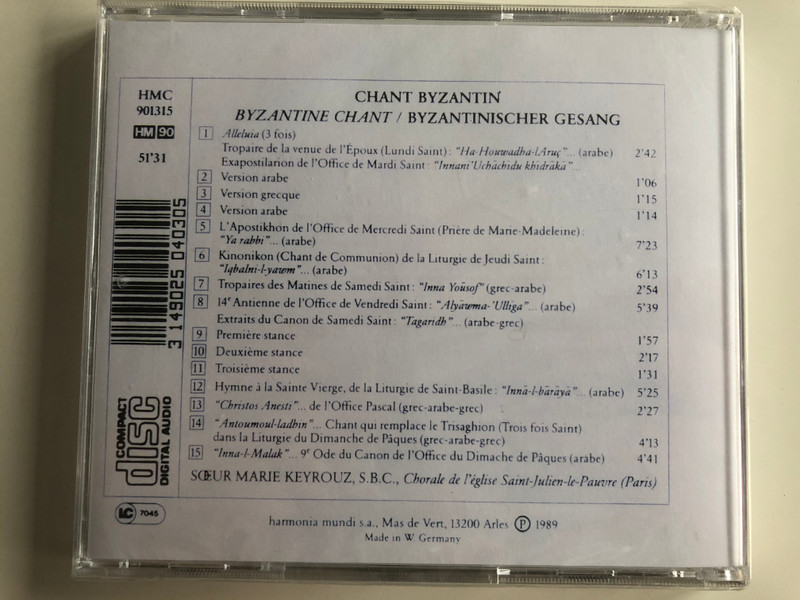 HMC
901315
HM 90
51'31
3 149025 040305
COMPACT
disc
DIGITAL AUDIO
LC 7045
CHANT BYZANTIN
BYZANTINE CHANT / BYZANTINISCHER GESANG
1 Alleluia (3 fois)
Tropaire de la venue de l'Époux (Lundi Saint) : "Ha-Houwadha-lAruç"... (arabe) 2'42
Exapostilarion de l'Office de Mardi Saint : "Innani'Uchāchidu khidrākā"...
2 Version arabe 1'06
3 Version grecque 1'15
4 Version arabe 1'14
5 L'Apostikhon de l'Office de Mercredi Saint (Prière de Marie-Madeleine) :
"Ya rabbi"... (arabe) 7'23
6 Kinonikon (Chant de Communion) de la Liturgie de Jeudi Saint :
"Iqbalni-l-yawm"... (arabe) 6'13
7 Tropaires des Matines de Samedi Saint : "Inna Yoüsof" (grec-arabe) 2'54
8 14e Antienne de l'Office de Vendredi Saint : "Alyāwma-'Ulliga"... (arabe) 5'39
Extraits du Canon de Samedi Saint : "Tagaridh"... (arabe-grec)
9 Première stance 1'57
10 Deuxième stance 2'17
11 Troisième stance 1'31
12 Hymne à la Sainte Vierge, de la Liturgie de Saint-Basile : "Innā-l-bārāyā"... (arabe) 5'25
13 "Christos Anesti"... de l'Office Pascal (grec-arabe-grec) 2'27
14 "Antoumoul-ladhin"... Chant qui remplace le Trisaghion (Trois fois Saint)
dans la Liturgie du Dimanche de Pâques (grec-arabe-grec) 4'13
15 "Inna-l-Malak"... 9e Ode du Canon de l'Office du Dimache de Pâques (arabe) 4'41
SŒUR MARIE KEYROUZ, S.B.C., Chorale de l'église Saint-Julien-le-Pauvre (Paris)
harmonia mundi s.a., Mas de Vert, 13200 Arles Ⓟ 1989
Made in W. Germany